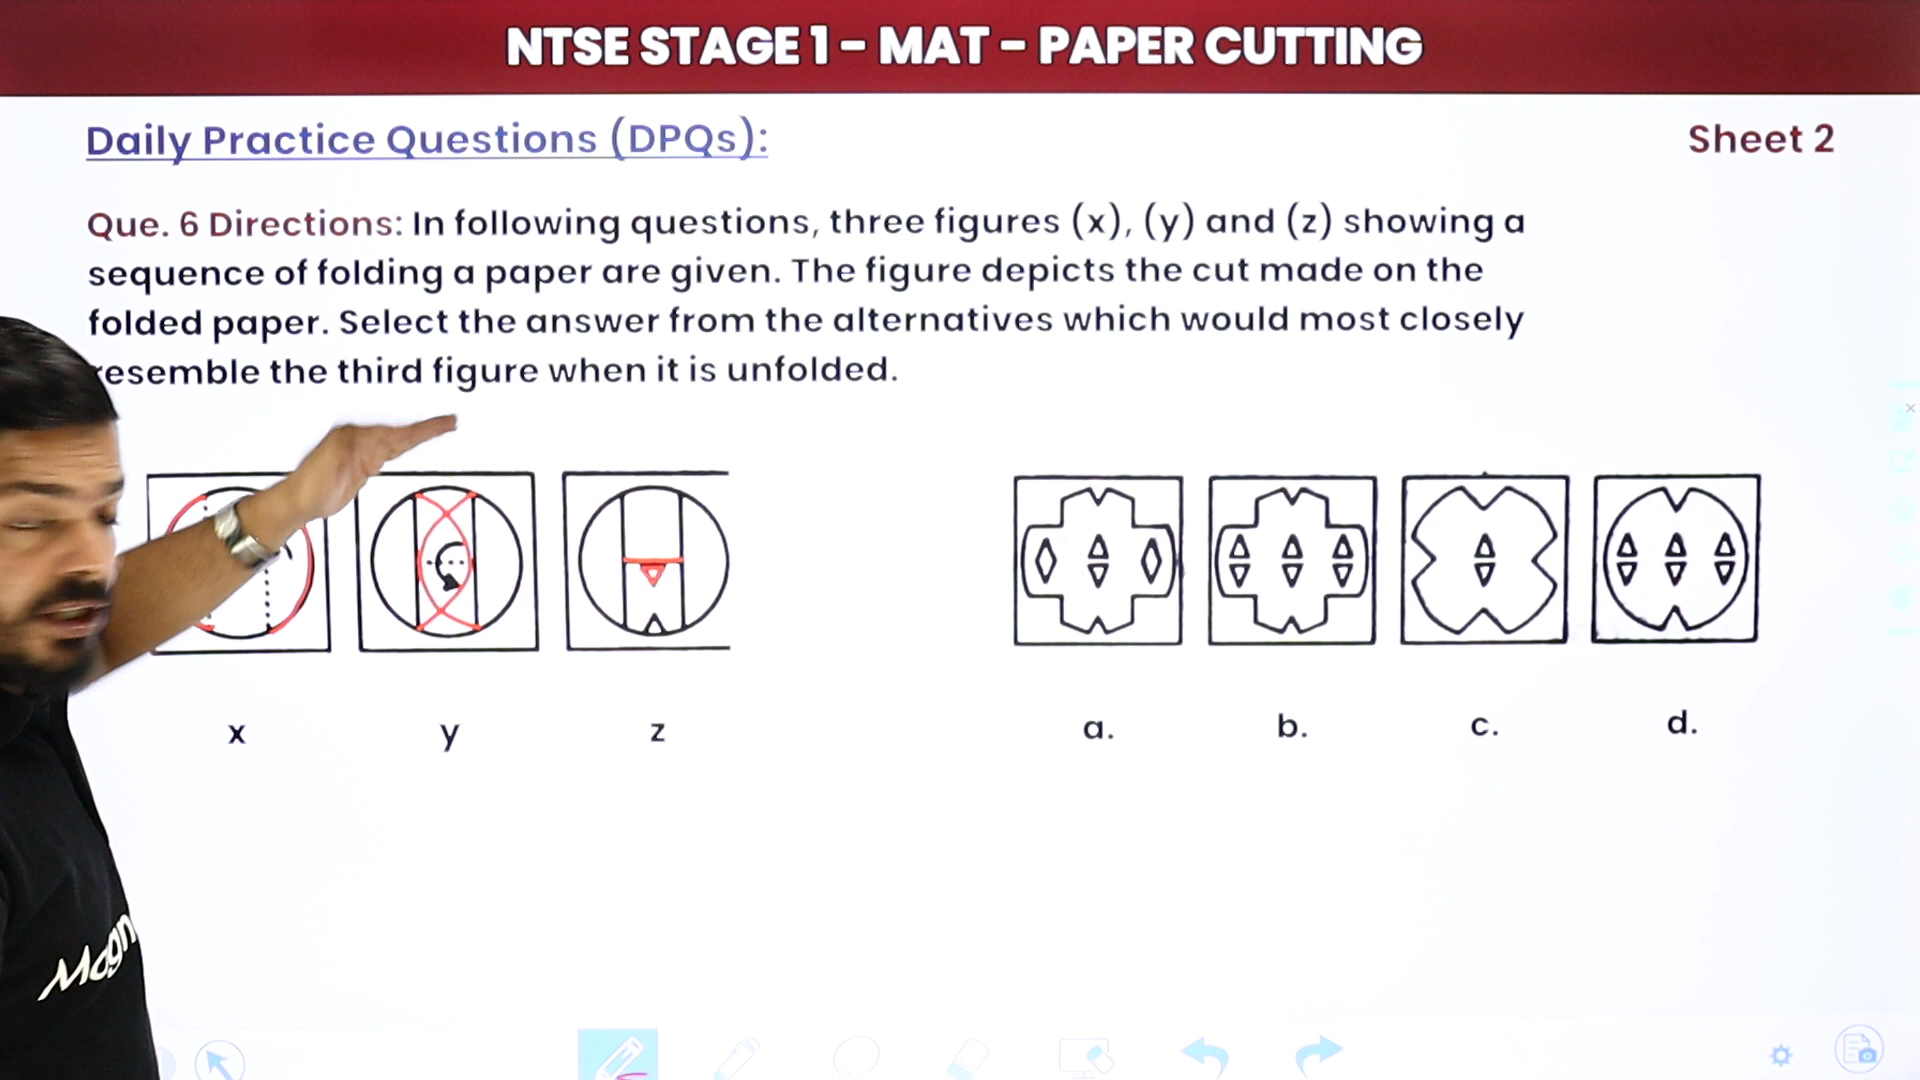 NTSE STAGE 1 – MAT – PAPER CUTTING
Daily Practice Questions (DPQs):
Sheet 2
Que. 6 Directions: In following questions, three figures (x), (y) and (z) showing a
sequence of folding a paper are given. The figure depicts the cut made on the
folded paper. Select the answer from the alternatives which would most closely
esemble the third figure when it is unfolded.
x y z a. b. c. d.
Magn